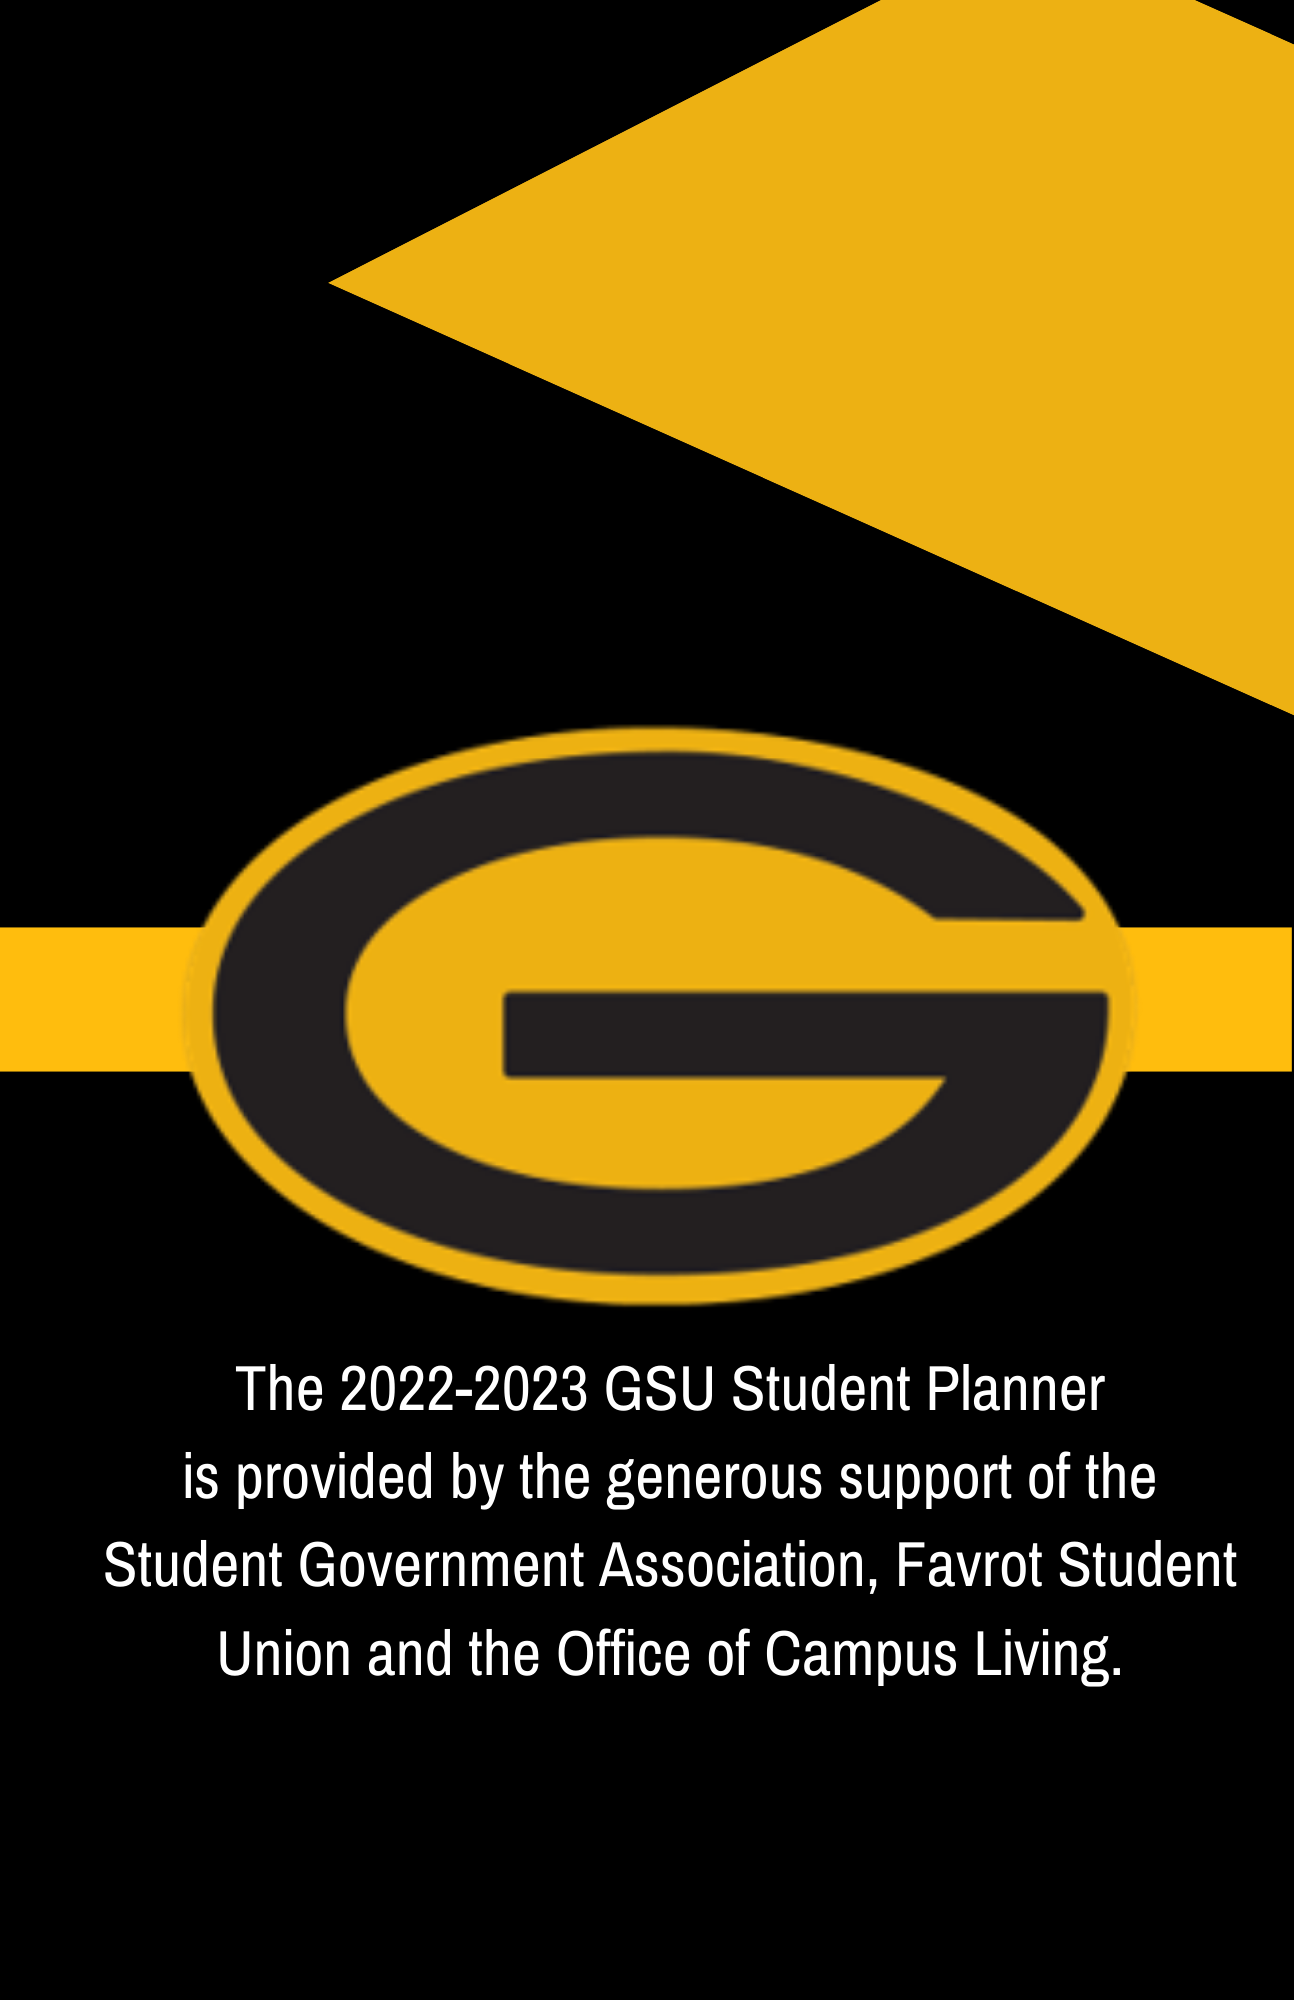 G
The 2022-2023 GSU Student Planner
is provided by the generous support of the
Student Government Association, Favrot Student
Union and the Office of Campus Living.